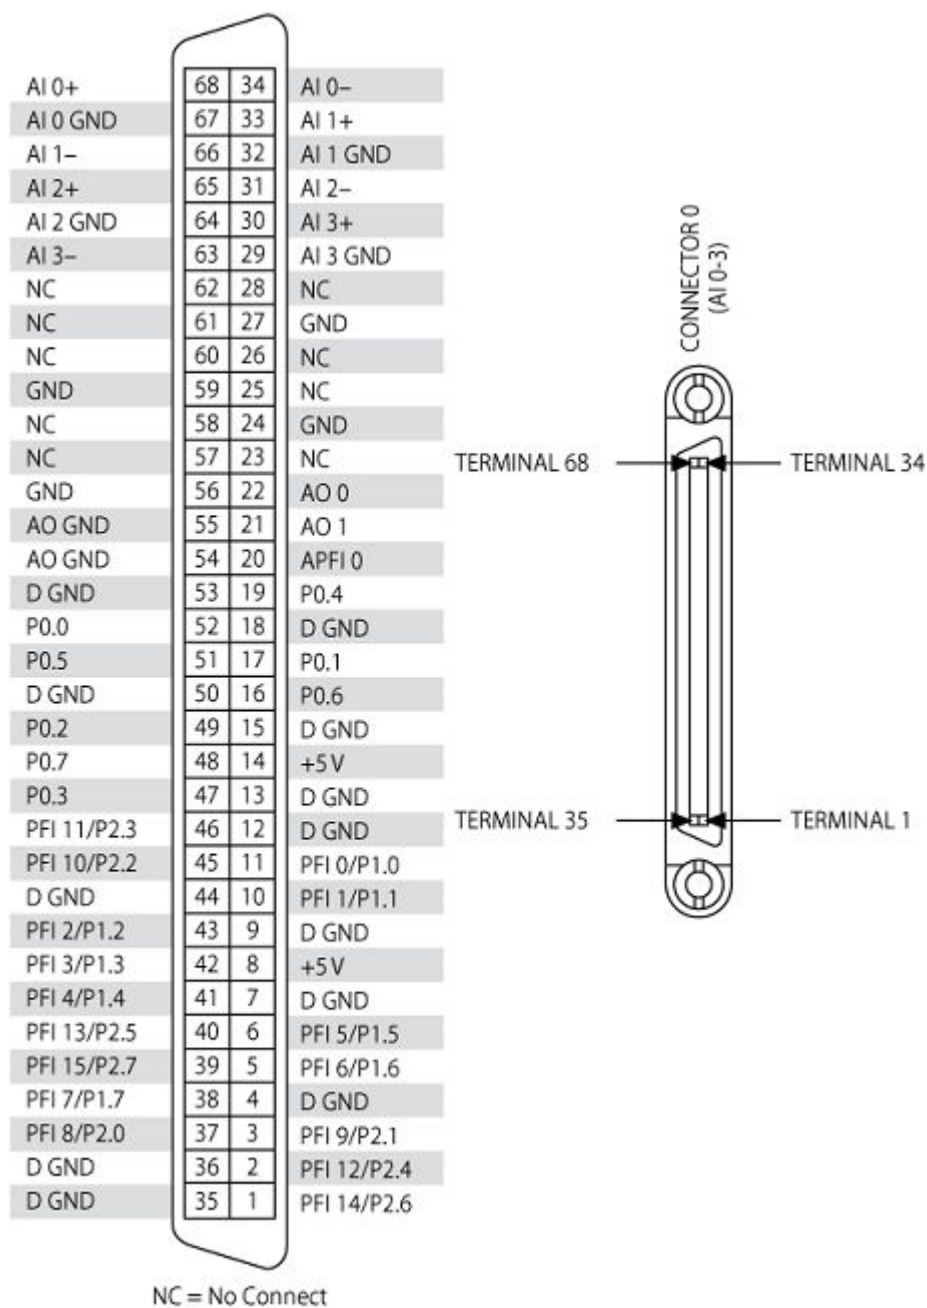 AI 0+ 68 34 AI 0–
AI 0 GND 67 33 AI 1+
AI 1– 66 32 AI 1 GND
AI 2+ 65 31 AI 2–
AI 2 GND 64 30 AI 3+
AI 3– 63 29 AI 3 GND
NC 62 28 NC
NC 61 27 GND
NC 60 26 NC
GND 59 25 NC
NC 58 24 GND
NC 57 23 NC
GND 56 22 AO 0
AO GND 55 21 AO 1
AO GND 54 20 APFI 0
D GND 53 19 P0.4
P0.0 52 18 D GND
P0.5 51 17 P0.1
D GND 50 16 P0.6
P0.2 49 15 D GND
P0.7 48 14 +5 V
P0.3 47 13 D GND
PFI 11/P2.3 46 12 D GND
PFI 10/P2.2 45 11 PFI 0/P1.0
D GND 44 10 PFI 1/P1.1
PFI 2/P1.2 43 9 D GND
PFI 3/P1.3 42 8 +5 V
PFI 4/P1.4 41 7 D GND
PFI 13/P2.5 40 6 PFI 5/P1.5
PFI 15/P2.7 39 5 PFI 6/P1.6
PFI 7/P1.7 38 4 D GND
PFI 8/P2.0 37 3 PFI 9/P2.1
D GND 36 2 PFI 12/P2.4
D GND 35 1 PFI 14/P2.6
NC = No Connect
CONNECTOR 0
(AI 0-3)
TERMINAL 68
TERMINAL 34
TERMINAL 35
TERMINAL 1